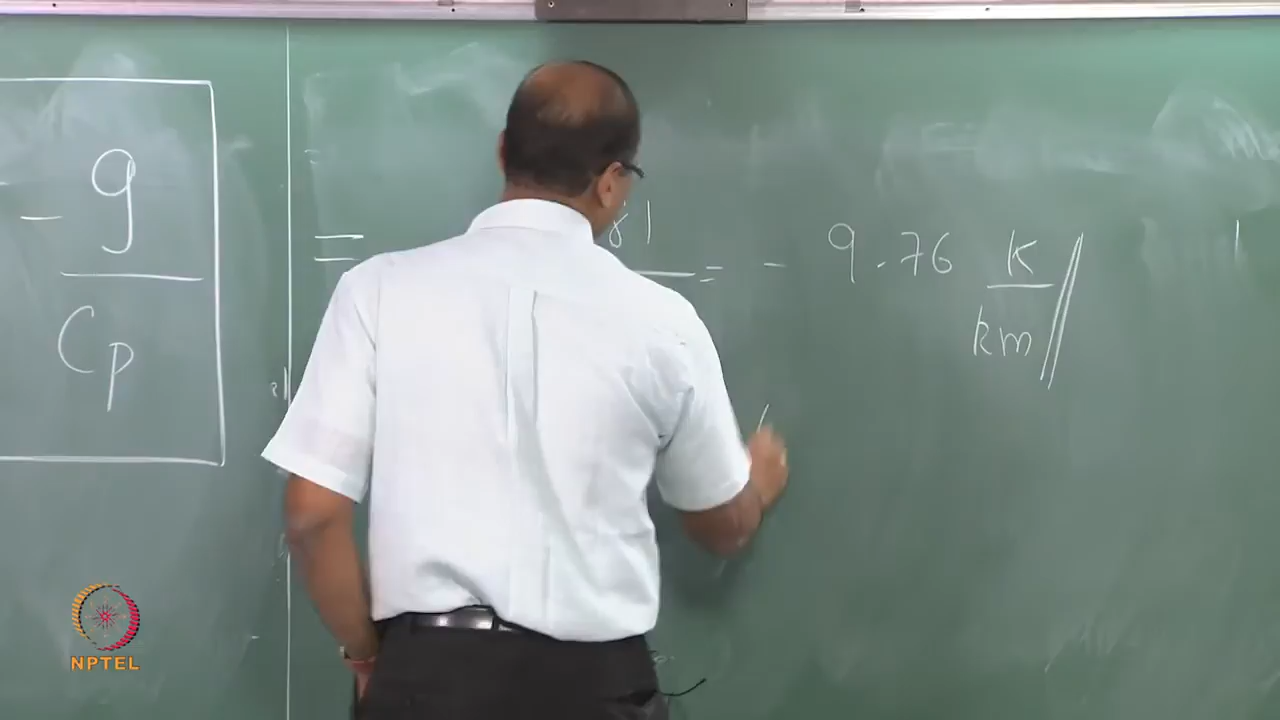 - g
Cp
= 81 = - 9.76 K
km
NPTEL